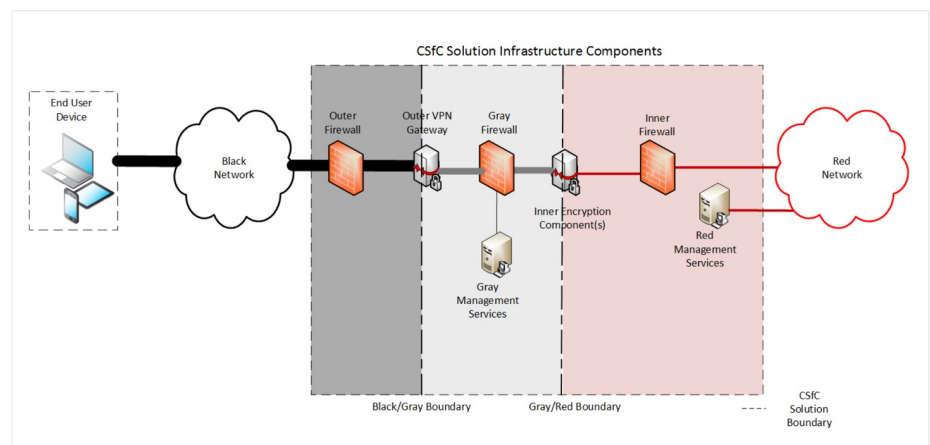 CSfC Solution Infrastructure Components
End User
Device
Black
Network
Outer
Firewall
Outer VPN
Gateway
Gray
Firewall
Inner
Firewall
Red
Network
Inner Encryption
Component(s)
Red
Management
Services
Gray
Management
Services
Black/Gray Boundary
Gray/Red Boundary
CSfC
Solution
Boundary